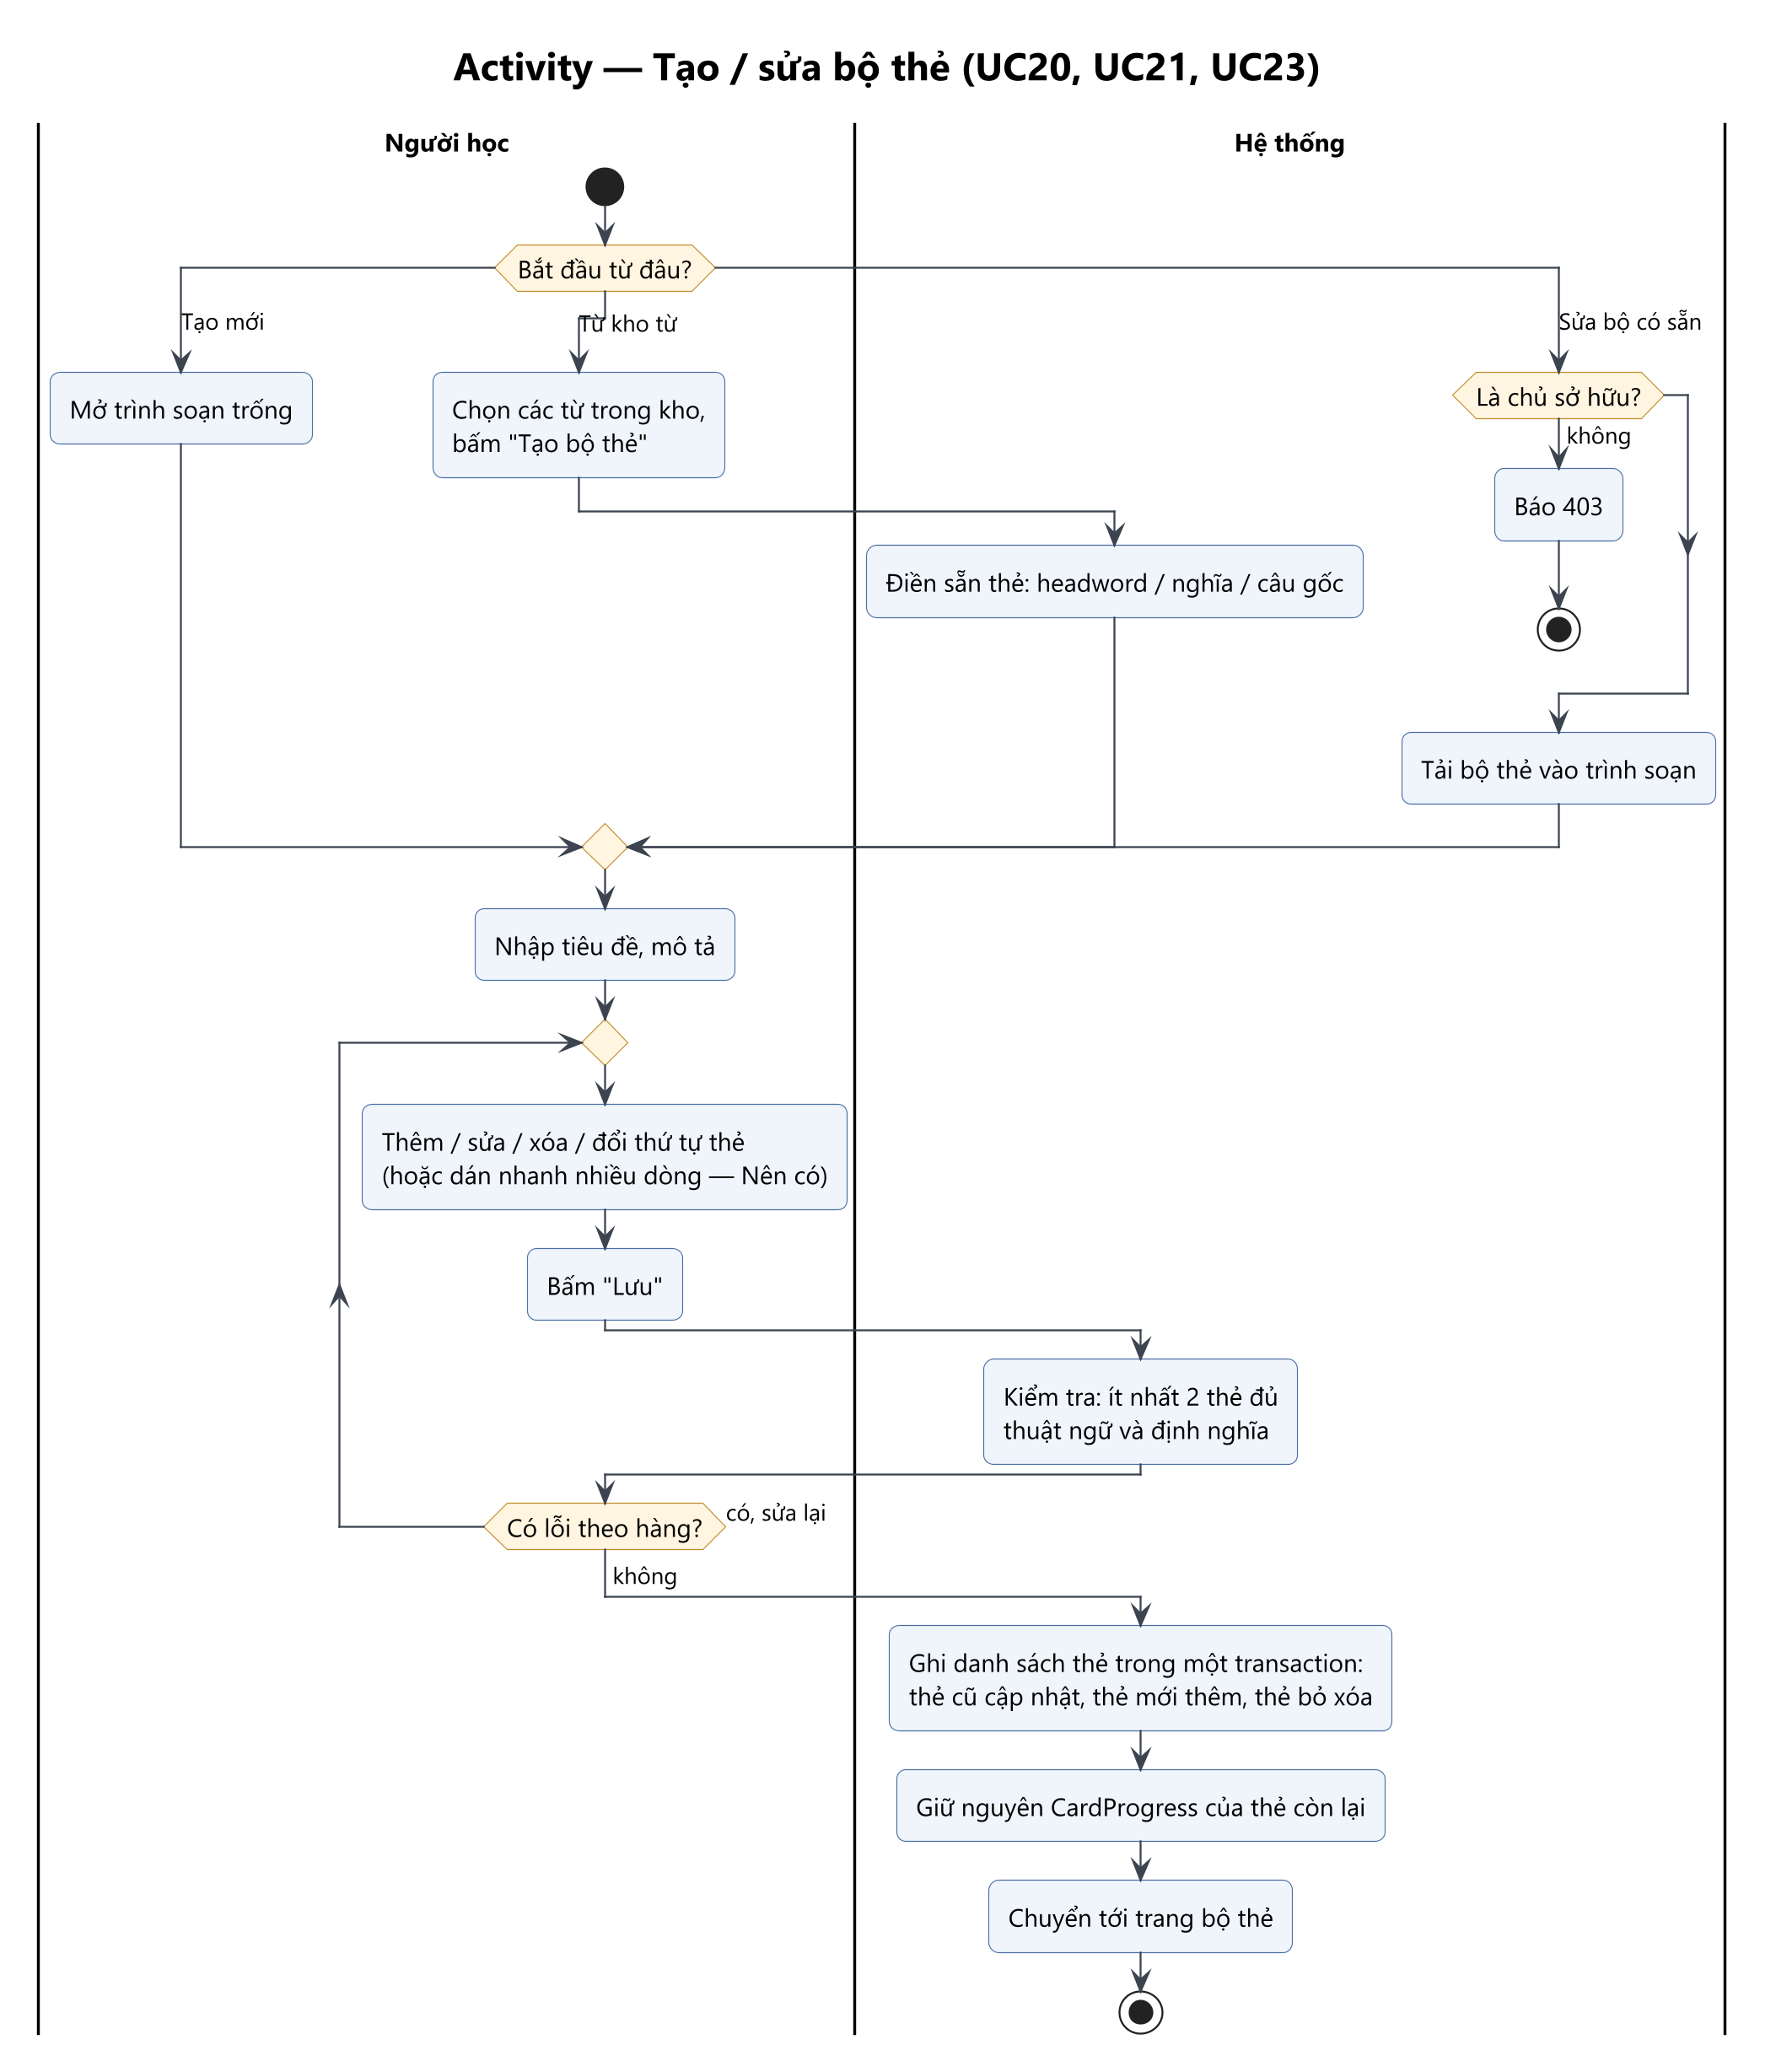 Activity — Tạo / sửa bộ thẻ (UC20, UC21, UC23)
Người học
Hệ thống
Bắt đầu từ đâu?
Tạo mới
Từ kho từ
Sửa bộ có sẵn
Mở trình soạn trống
Chọn các từ trong kho,
bấm "Tạo bộ thẻ"
Là chủ sở hữu?
không
Báo 403
Điền sẵn thẻ: headword / nghĩa / câu gốc
Tải bộ thẻ vào trình soạn
Nhập tiêu đề, mô tả
Thêm / sửa / xóa / đổi thứ tự thẻ
(hoặc dán nhanh nhiều dòng — Nên có)
Bấm "Lưu"
Kiểm tra: ít nhất 2 thẻ đủ
thuật ngữ và định nghĩa
Có lỗi theo hàng?
có, sửa lại
không
Ghi danh sách thẻ trong một transaction:
thẻ cũ cập nhật, thẻ mới thêm, thẻ bỏ xóa
Giữ nguyên CardProgress của thẻ còn lại
Chuyển tới trang bộ thẻ